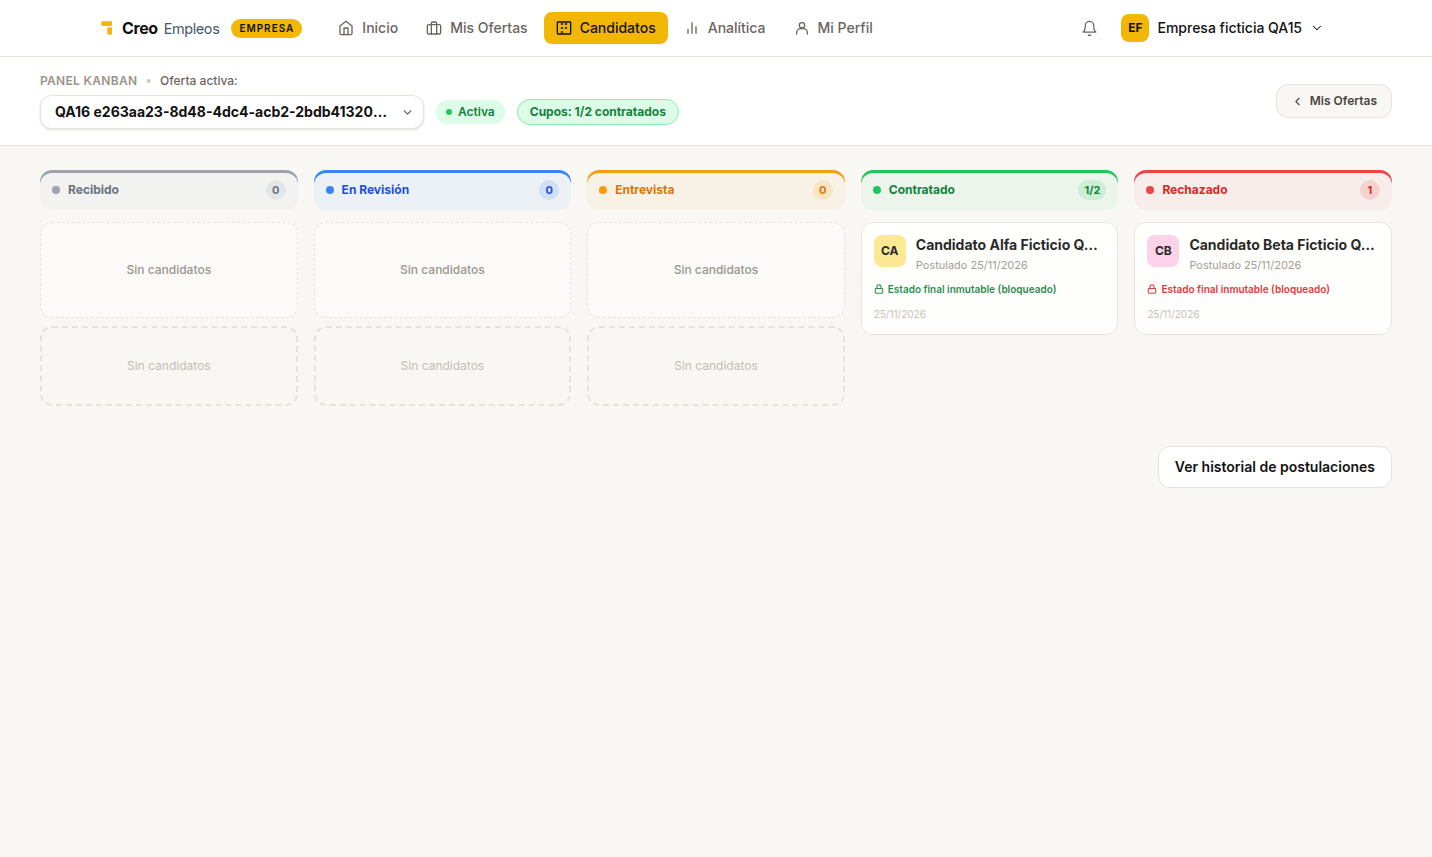 Creo Empleos EMPRESA
Inicio
Mis Ofertas
Candidatos
Analítica
Mi Perfil
EF Empresa ficticia QA15
PANEL KANBAN • Oferta activa:
QA16 e263aa23-8d48-4dc4-acb2-2bdb41320...
Activa
Cupos: 1/2 contratados
Mis Ofertas
Recibido 0
En Revisión 0
Entrevista 0
Contratado 1/2
Rechazado 1
Sin candidatos
Sin candidatos
Sin candidatos
Sin candidatos
Sin candidatos
Sin candidatos
CA Candidato Alfa Ficticio Q...
Postulado 25/11/2026
Estado final inmutable (bloqueado)
25/11/2026
CB Candidato Beta Ficticio Q...
Postulado 25/11/2026
Estado final inmutable (bloqueado)
25/11/2026
Ver historial de postulaciones